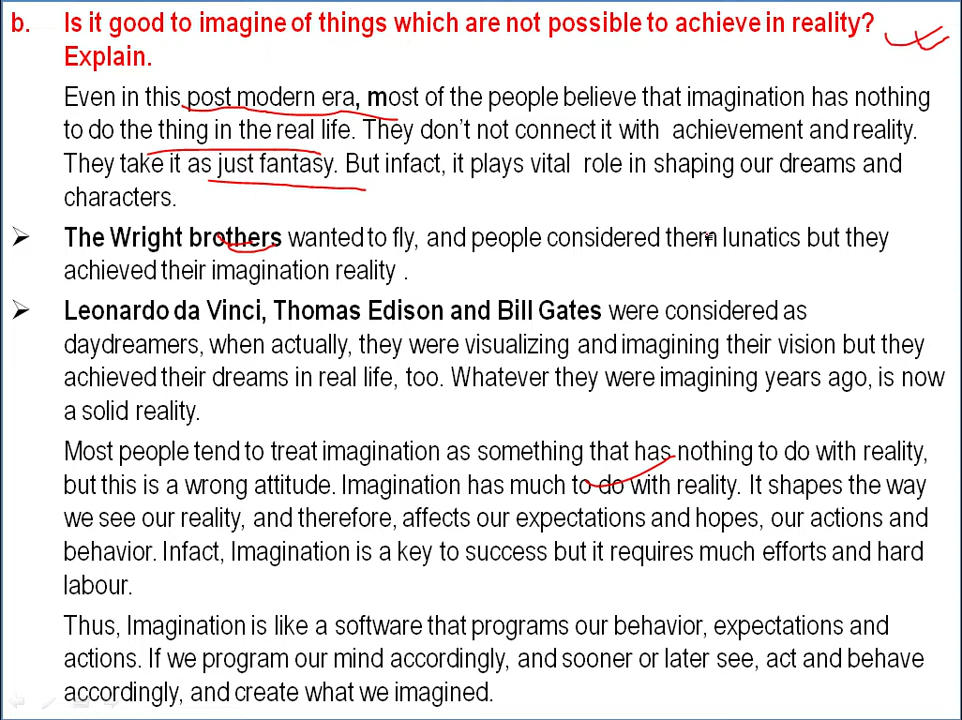 b. Is it good to imagine of things which are not possible to achieve in reality?
Explain.
Even in this post modern era, most of the people believe that imagination has nothing
to do the thing in the real life. They don't not connect it with achievement and reality.
They take it as just fantasy. But infact, it plays vital role in shaping our dreams and
characters.
➢ The Wright brothers wanted to fly, and people considered them lunatics but they
achieved their imagination reality .
➢ Leonardo da Vinci, Thomas Edison and Bill Gates were considered as
daydreamers, when actually, they were visualizing and imagining their vision but they
achieved their dreams in real life, too. Whatever they were imagining years ago, is now
a solid reality.
Most people tend to treat imagination as something that has nothing to do with reality,
but this is a wrong attitude. Imagination has much to do with reality. It shapes the way
we see our reality, and therefore, affects our expectations and hopes, our actions and
behavior. Infact, Imagination is a key to success but it requires much efforts and hard
labour.
Thus, Imagination is like a software that programs our behavior, expectations and
actions. If we program our mind accordingly, and sooner or later see, act and behave
accordingly, and create what we imagined.